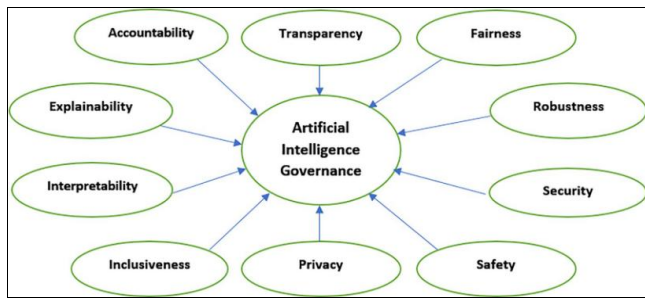 Accountability
Transparency
Fairness
Explainability
Robustness
Artificial
Intelligence
Governance
Interpretability
Security
Inclusiveness
Privacy
Safety